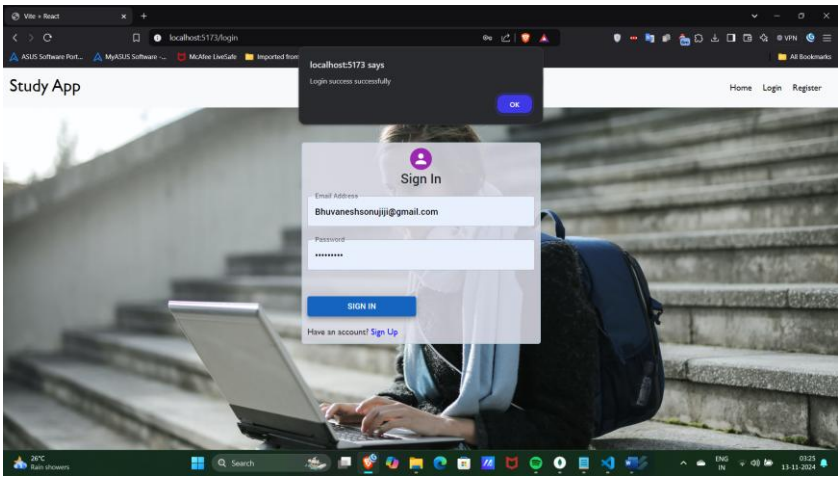 Vite + React
localhost:5173/login
VPN
ASUS Software Port...
MyASUS Software -...
McAfee LiveSafe
Imported from
All Bookmarks
localhost:5173 says
Login success successfully
OK
Study App
Home
Login
Register
Sign In
Email Address
Bhuvaneshsonujiji@gmail.com
Password
•••••••••
SIGN IN
Have an account? Sign Up
26°C
Rain showers
Search
ENG
IN
03:25
13-11-2024